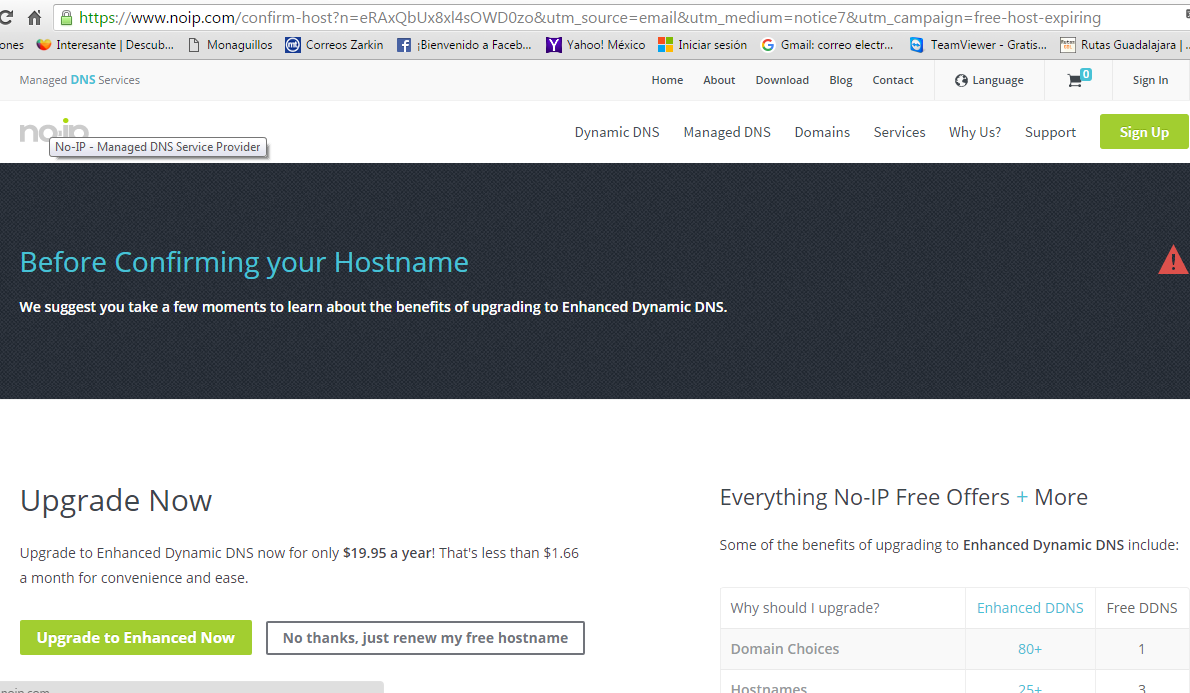 https://www.noip.com/confirm-host?n=eRAxQbUx8xl4sOWD0zo&utm_source=email&utm_medium=notice7&utm_campaign=free-host-expiring
ones Interesante | Descub... Monaguillos Correos Zarkin ¡Bienvenido a Faceb... Yahoo! México Iniciar sesión Gmail: correo electr... TeamViewer - Gratis... Rutas Guadalajara | ...
Managed DNS Services Home About Download Blog Contact Language 0 Sign In
no-ip Dynamic DNS Managed DNS Domains Services Why Us? Support Sign Up
No-IP - Managed DNS Service Provider
Before Confirming your Hostname
We suggest you take a few moments to learn about the benefits of upgrading to Enhanced Dynamic DNS.
Upgrade Now
Upgrade to Enhanced Dynamic DNS now for only $19.95 a year! That's less than $1.66
a month for convenience and ease.
Upgrade to Enhanced Now No thanks, just renew my free hostname
Everything No-IP Free Offers + More
Some of the benefits of upgrading to Enhanced Dynamic DNS include:
Why should I upgrade? Enhanced DDNS Free DDNS
Domain Choices 80+ 1
Hostnames 25+ 3